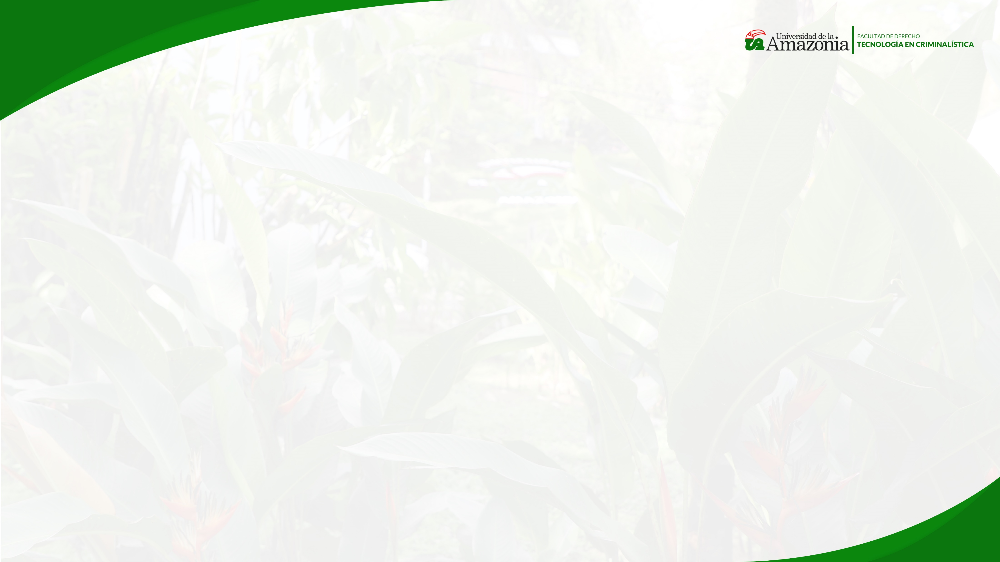 Universidad de la
Amazonia
FACULTAD DE DERECHO
TECNOLOGÍA EN CRIMINALÍSTICA